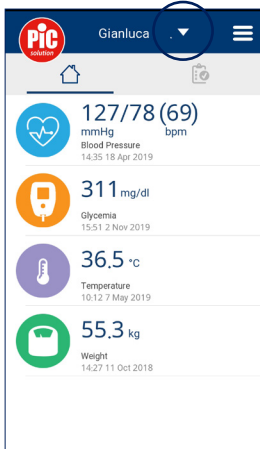 PiC
solution
Gianluca .
127/78 (69)
mmHg bpm
Blood Pressure
14:35 18 Apr 2019
311 mg/dl
Glycemia
15:51 2 Nov 2019
36.5 °C
Temperature
10:12 7 May 2019
55.3 kg
Weight
14:27 11 Oct 2018